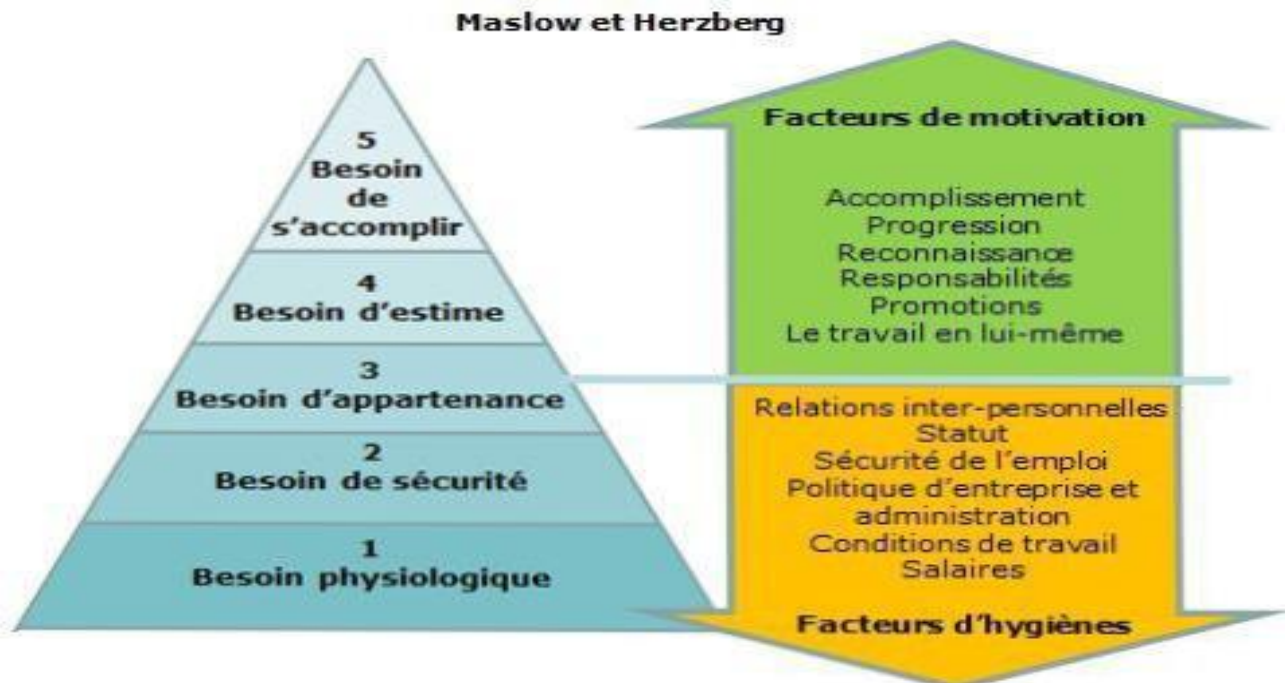 Maslow et Herzberg
5
Besoin
de
s'accomplir
4
Besoin d'estime
3
Besoin d'appartenance
2
Besoin de sécurité
1
Besoin physiologique
Facteurs de motivation
Accomplissement
Progression
Reconnaissance
Responsabilités
Promotions
Le travail en lui-même
Relations inter-personnelles
Statut
Sécurité de l'emploi
Politique d'entreprise et
administration
Conditions de travail
Salaires
Facteurs d'hygiènes